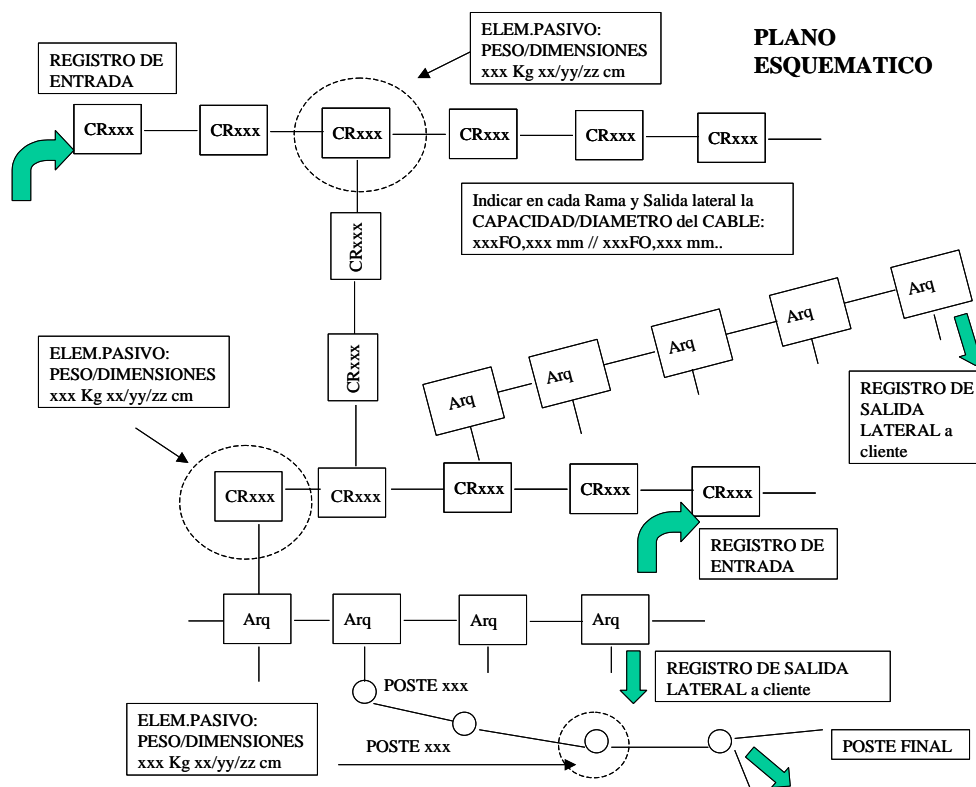 ELEM.PASIVO:
PESO/DIMENSIONES
xxx Kg xx/yy/zz cm
PLANO
ESQUEMATICO
REGISTRO DE
ENTRADA
CRxxx
CRxxx
CRxxx
CRxxx
CRxxx
CRxxx
Indicar en cada Rama y Salida lateral la
CAPACIDAD/DIAMETRO del CABLE:
xxxFO,xxx mm // xxxFO,xxx mm..
CRxxx
CRxxx
Arq
Arq
Arq
Arq
Arq
ELEM.PASIVO:
PESO/DIMENSIONES
xxx Kg xx/yy/zz cm
REGISTRO DE
SALIDA
LATERAL a
cliente
CRxxx
CRxxx
CRxxx
CRxxx
CRxxx
REGISTRO DE
ENTRADA
Arq
Arq
Arq
Arq
REGISTRO DE SALIDA
LATERAL a cliente
POSTE xxx
ELEM.PASIVO:
PESO/DIMENSIONES
xxx Kg xx/yy/zz cm
POSTE xxx
POSTE FINAL